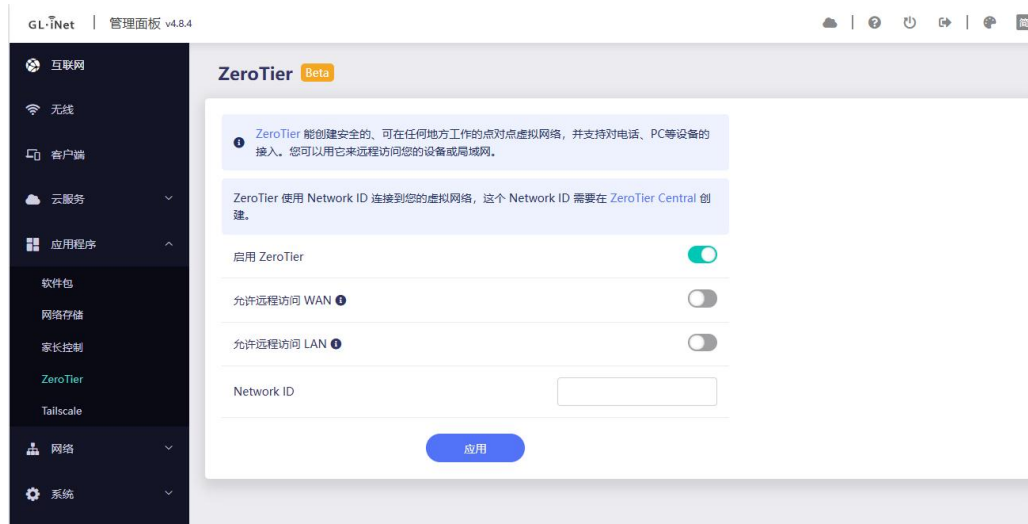 GL·iNet | 管理面板 v4.8.4
简
互联网
无线
客户端
云服务
应用程序
软件包
网络存储
家长控制
ZeroTier
Tailscale
网络
系统
ZeroTier Beta
ZeroTier 能创建安全的、可在任何地方工作的点对点虚拟网络，并支持对电话、PC等设备的
接入。您可以用它来远程访问您的设备或局域网。
ZeroTier 使用 Network ID 连接到您的虚拟网络，这个 Network ID 需要在 ZeroTier Central 创
建。
启用 ZeroTier
允许远程访问 WAN
允许远程访问 LAN
Network ID
应用